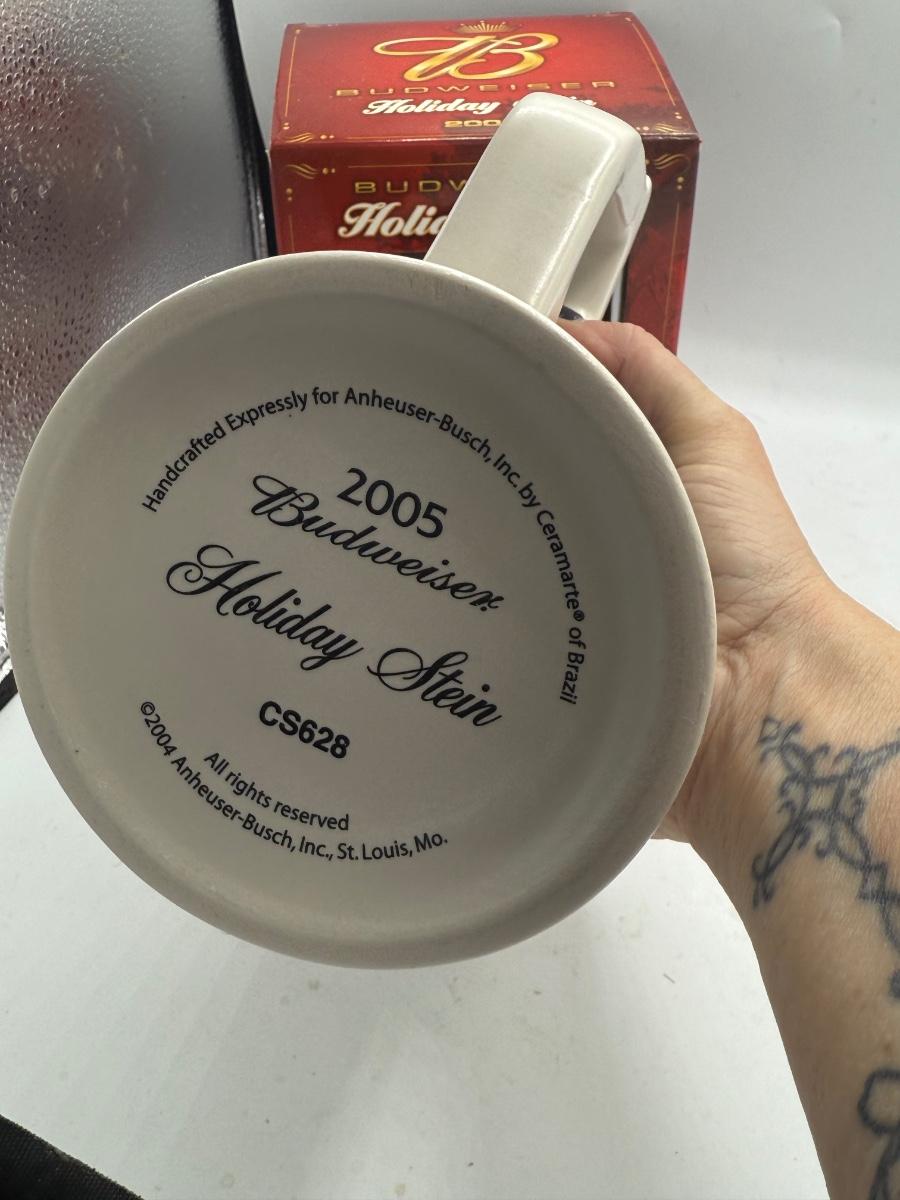 B
BUDWEISER
Holiday
200
BUDW
Holid
Handcrafted Expressly for Anheuser-Busch, Inc. by Ceramarte® of Brazil
2005
Budweiser
Holiday Stein
CS628
All rights reserved
©2004 Anheuser-Busch, Inc., St. Louis, Mo.